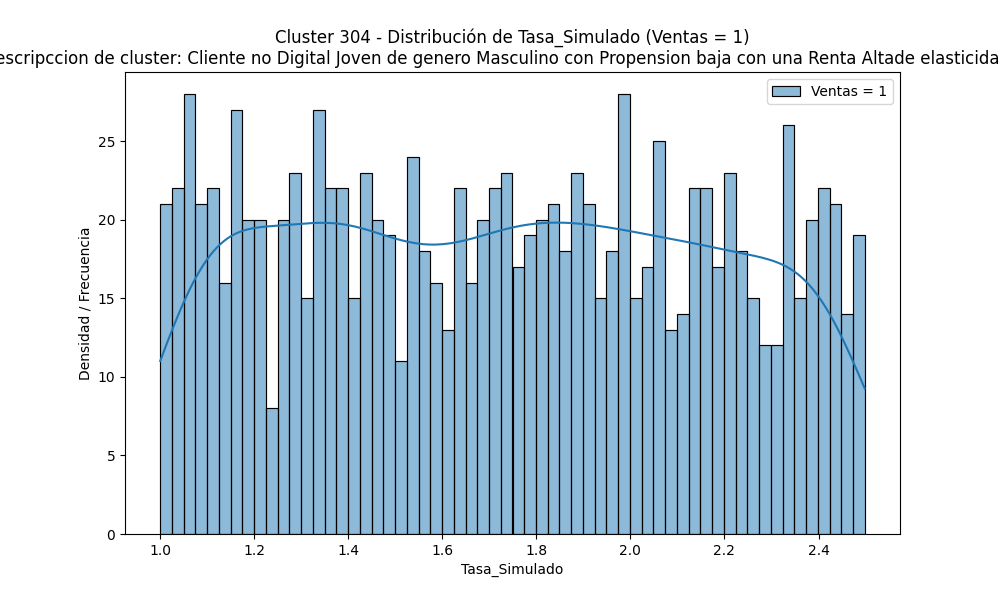 Cluster 304 - Distribución de Tasa_Simulado (Ventas = 1)
escripccion de cluster: Cliente no Digital Joven de genero Masculino con Propension baja con una Renta Altade elasticida
Ventas = 1
Densidad / Frecuencia
25
20
15
10
5
0
1.0 1.2 1.4 1.6 1.8 2.0 2.2 2.4
Tasa_Simulado